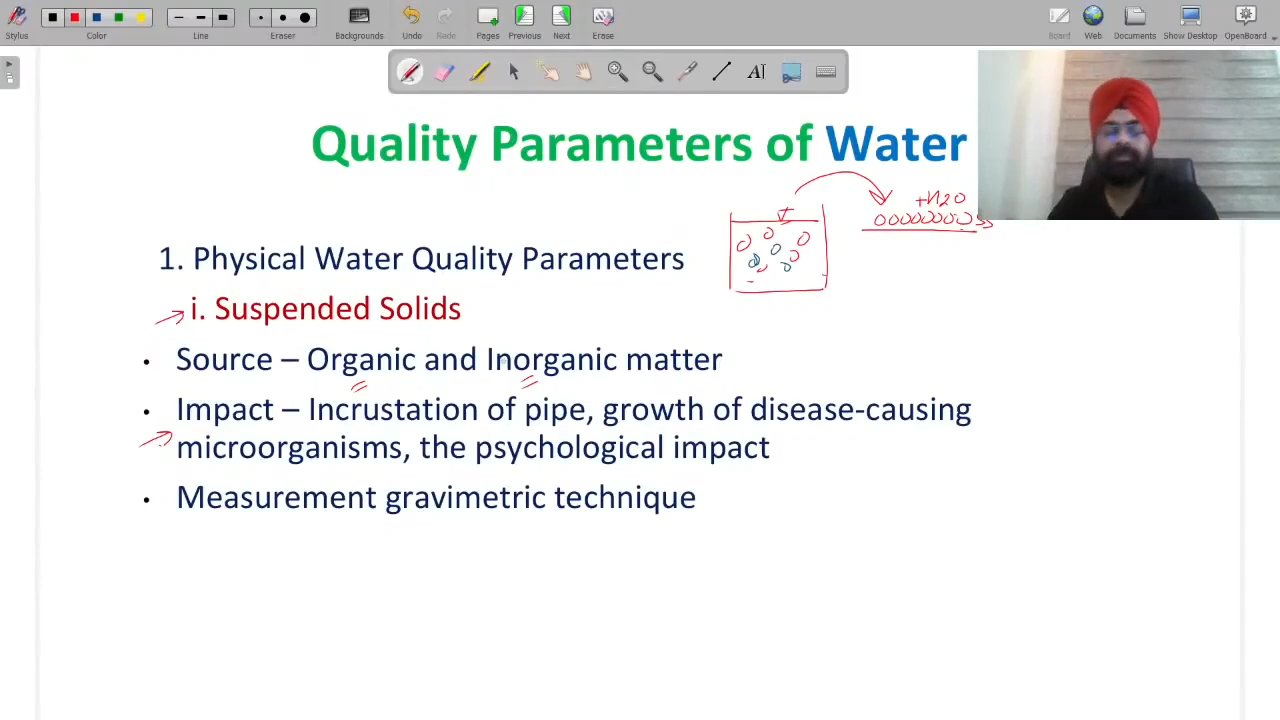 Stylus
Color
Line
Eraser
Backgrounds
Undo
Redo
Pages
Previous
Next
Erase
Board
Web
Documents
Show Desktop
OpenBoard
Quality Parameters of Water
+H2O
1. Physical Water Quality Parameters
i. Suspended Solids
• Source – Organic and Inorganic matter
• Impact – Incrustation of pipe, growth of disease-causing
microorganisms, the psychological impact
• Measurement gravimetric technique